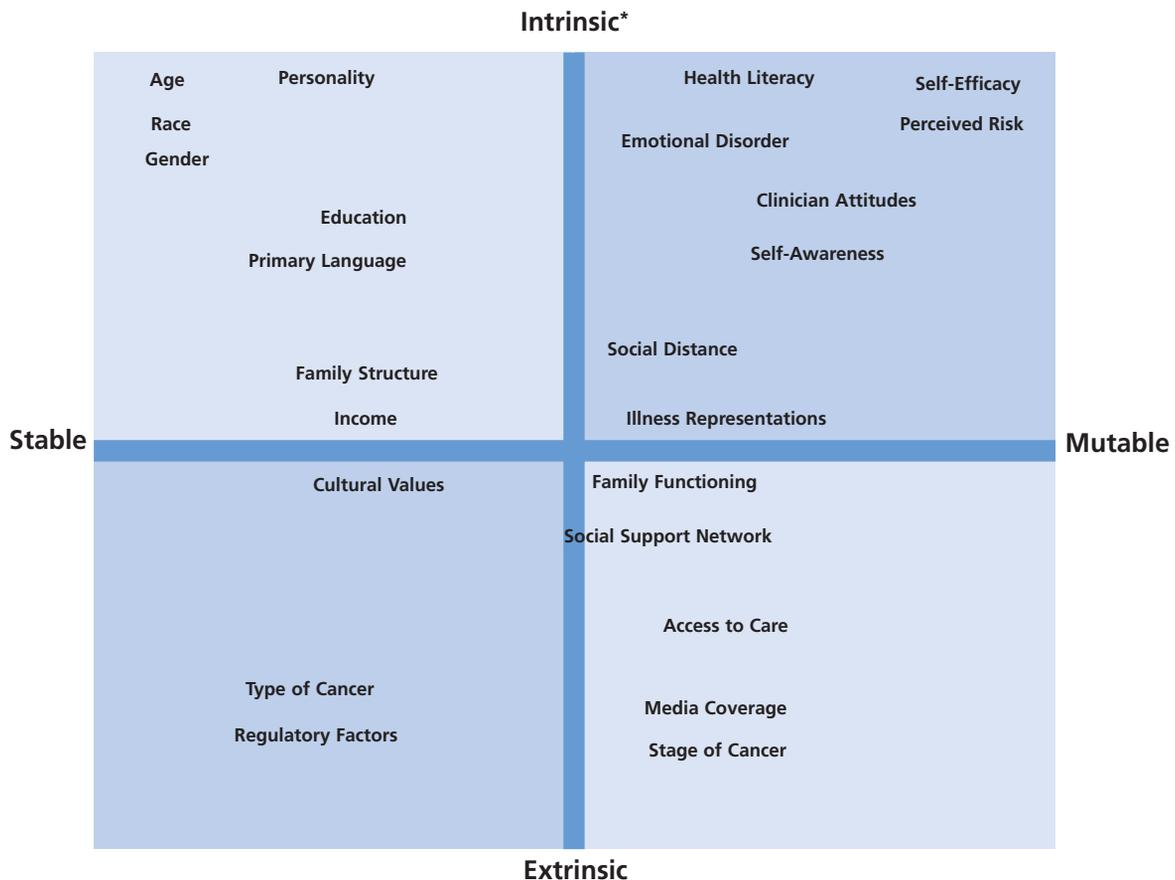 Intrinsic*
Age
Personality
Race
Gender
Education
Primary Language
Family Structure
Income
Health Literacy
Self-Efficacy
Perceived Risk
Emotional Disorder
Clinician Attitudes
Self-Awareness
Social Distance
Illness Representations
Stable
Mutable
Cultural Values
Type of Cancer
Regulatory Factors
Family Functioning
Social Support Network
Access to Care
Media Coverage
Stage of Cancer
Extrinsic